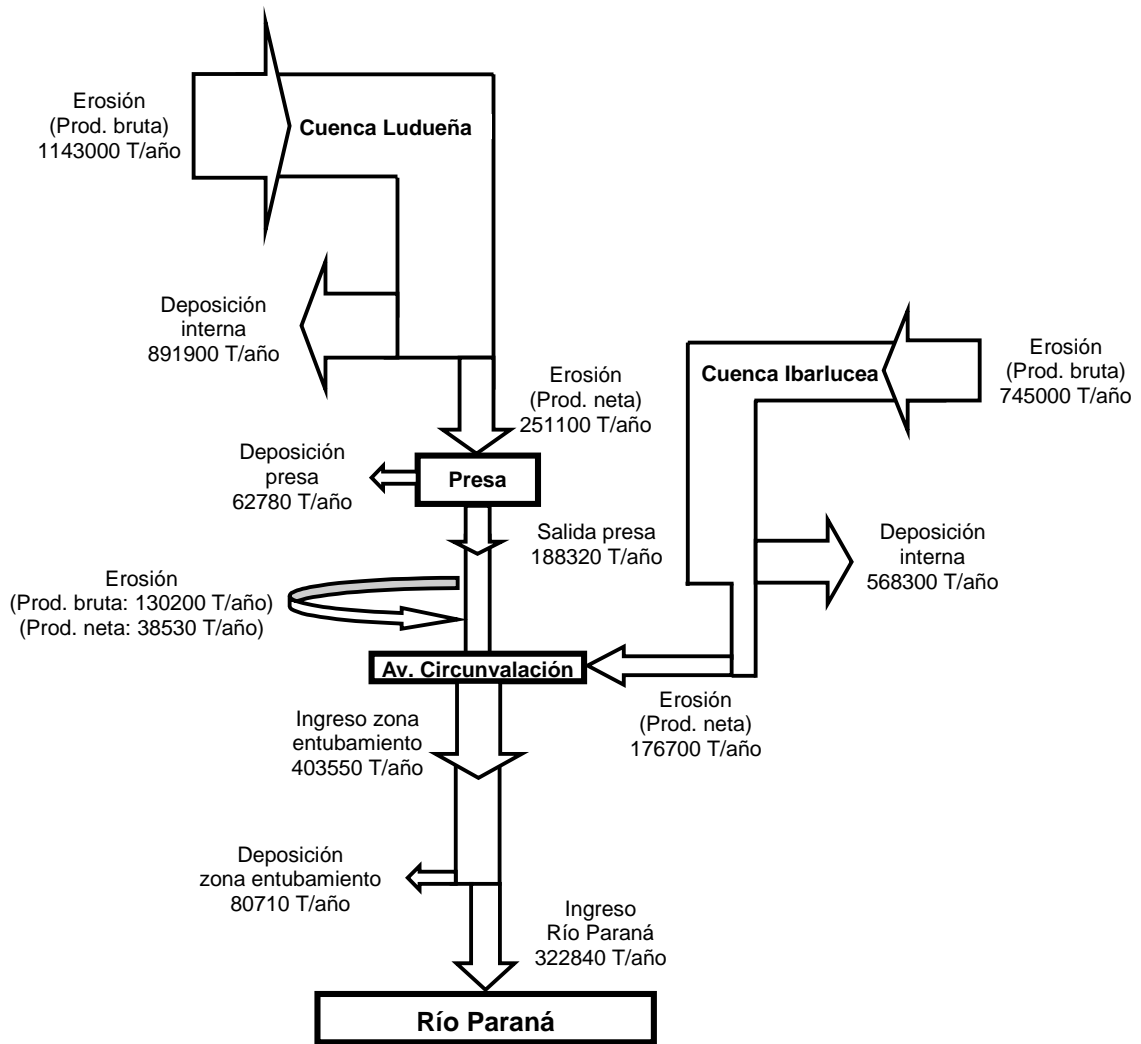 Erosión
(Prod. bruta)
1143000 T/año
Cuenca Ludueña
Deposición
interna
891900 T/año
Erosión
(Prod. neta)
251100 T/año
Cuenca Ibarlucea
Erosión
(Prod. bruta)
745000 T/año
Deposición
presa
62780 T/año
Presa
Salida presa
188320 T/año
Deposición
interna
568300 T/año
Erosión
(Prod. bruta: 130200 T/año)
(Prod. neta: 38530 T/año)
Av. Circunvalación
Erosión
(Prod. neta)
176700 T/año
Ingreso zona
entubamiento
403550 T/año
Deposición
zona entubamiento
80710 T/año
Ingreso
Río Paraná
322840 T/año
Río Paraná